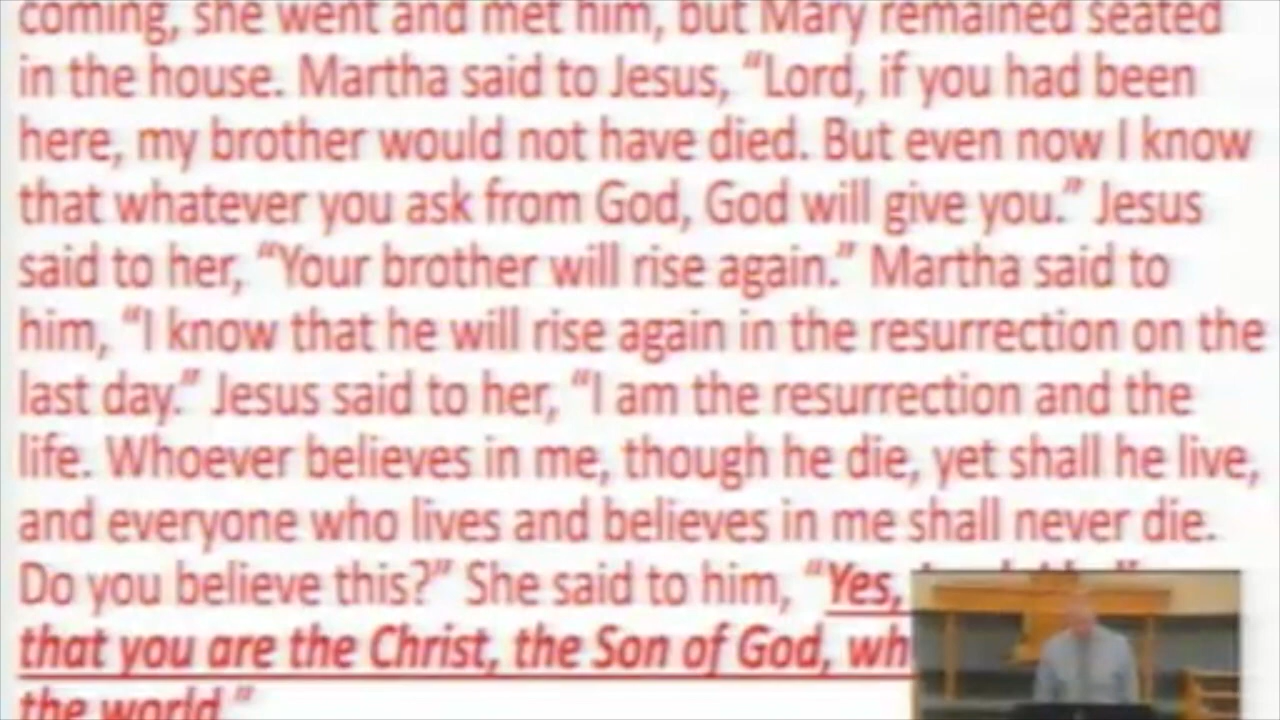 coming, she went and met him, but Mary remained seated
in the house. Martha said to Jesus, “Lord, if you had been
here, my brother would not have died. But even now I know
that whatever you ask from God, God will give you.” Jesus
said to her, “Your brother will rise again.” Martha said to
him, “I know that he will rise again in the resurrection on the
last day.” Jesus said to her, “I am the resurrection and the
life. Whoever believes in me, though he die, yet shall he live,
and everyone who lives and believes in me shall never die.
Do you believe this?” She said to him, “Yes,
that you are the Christ, the Son of God, wh
the world.”